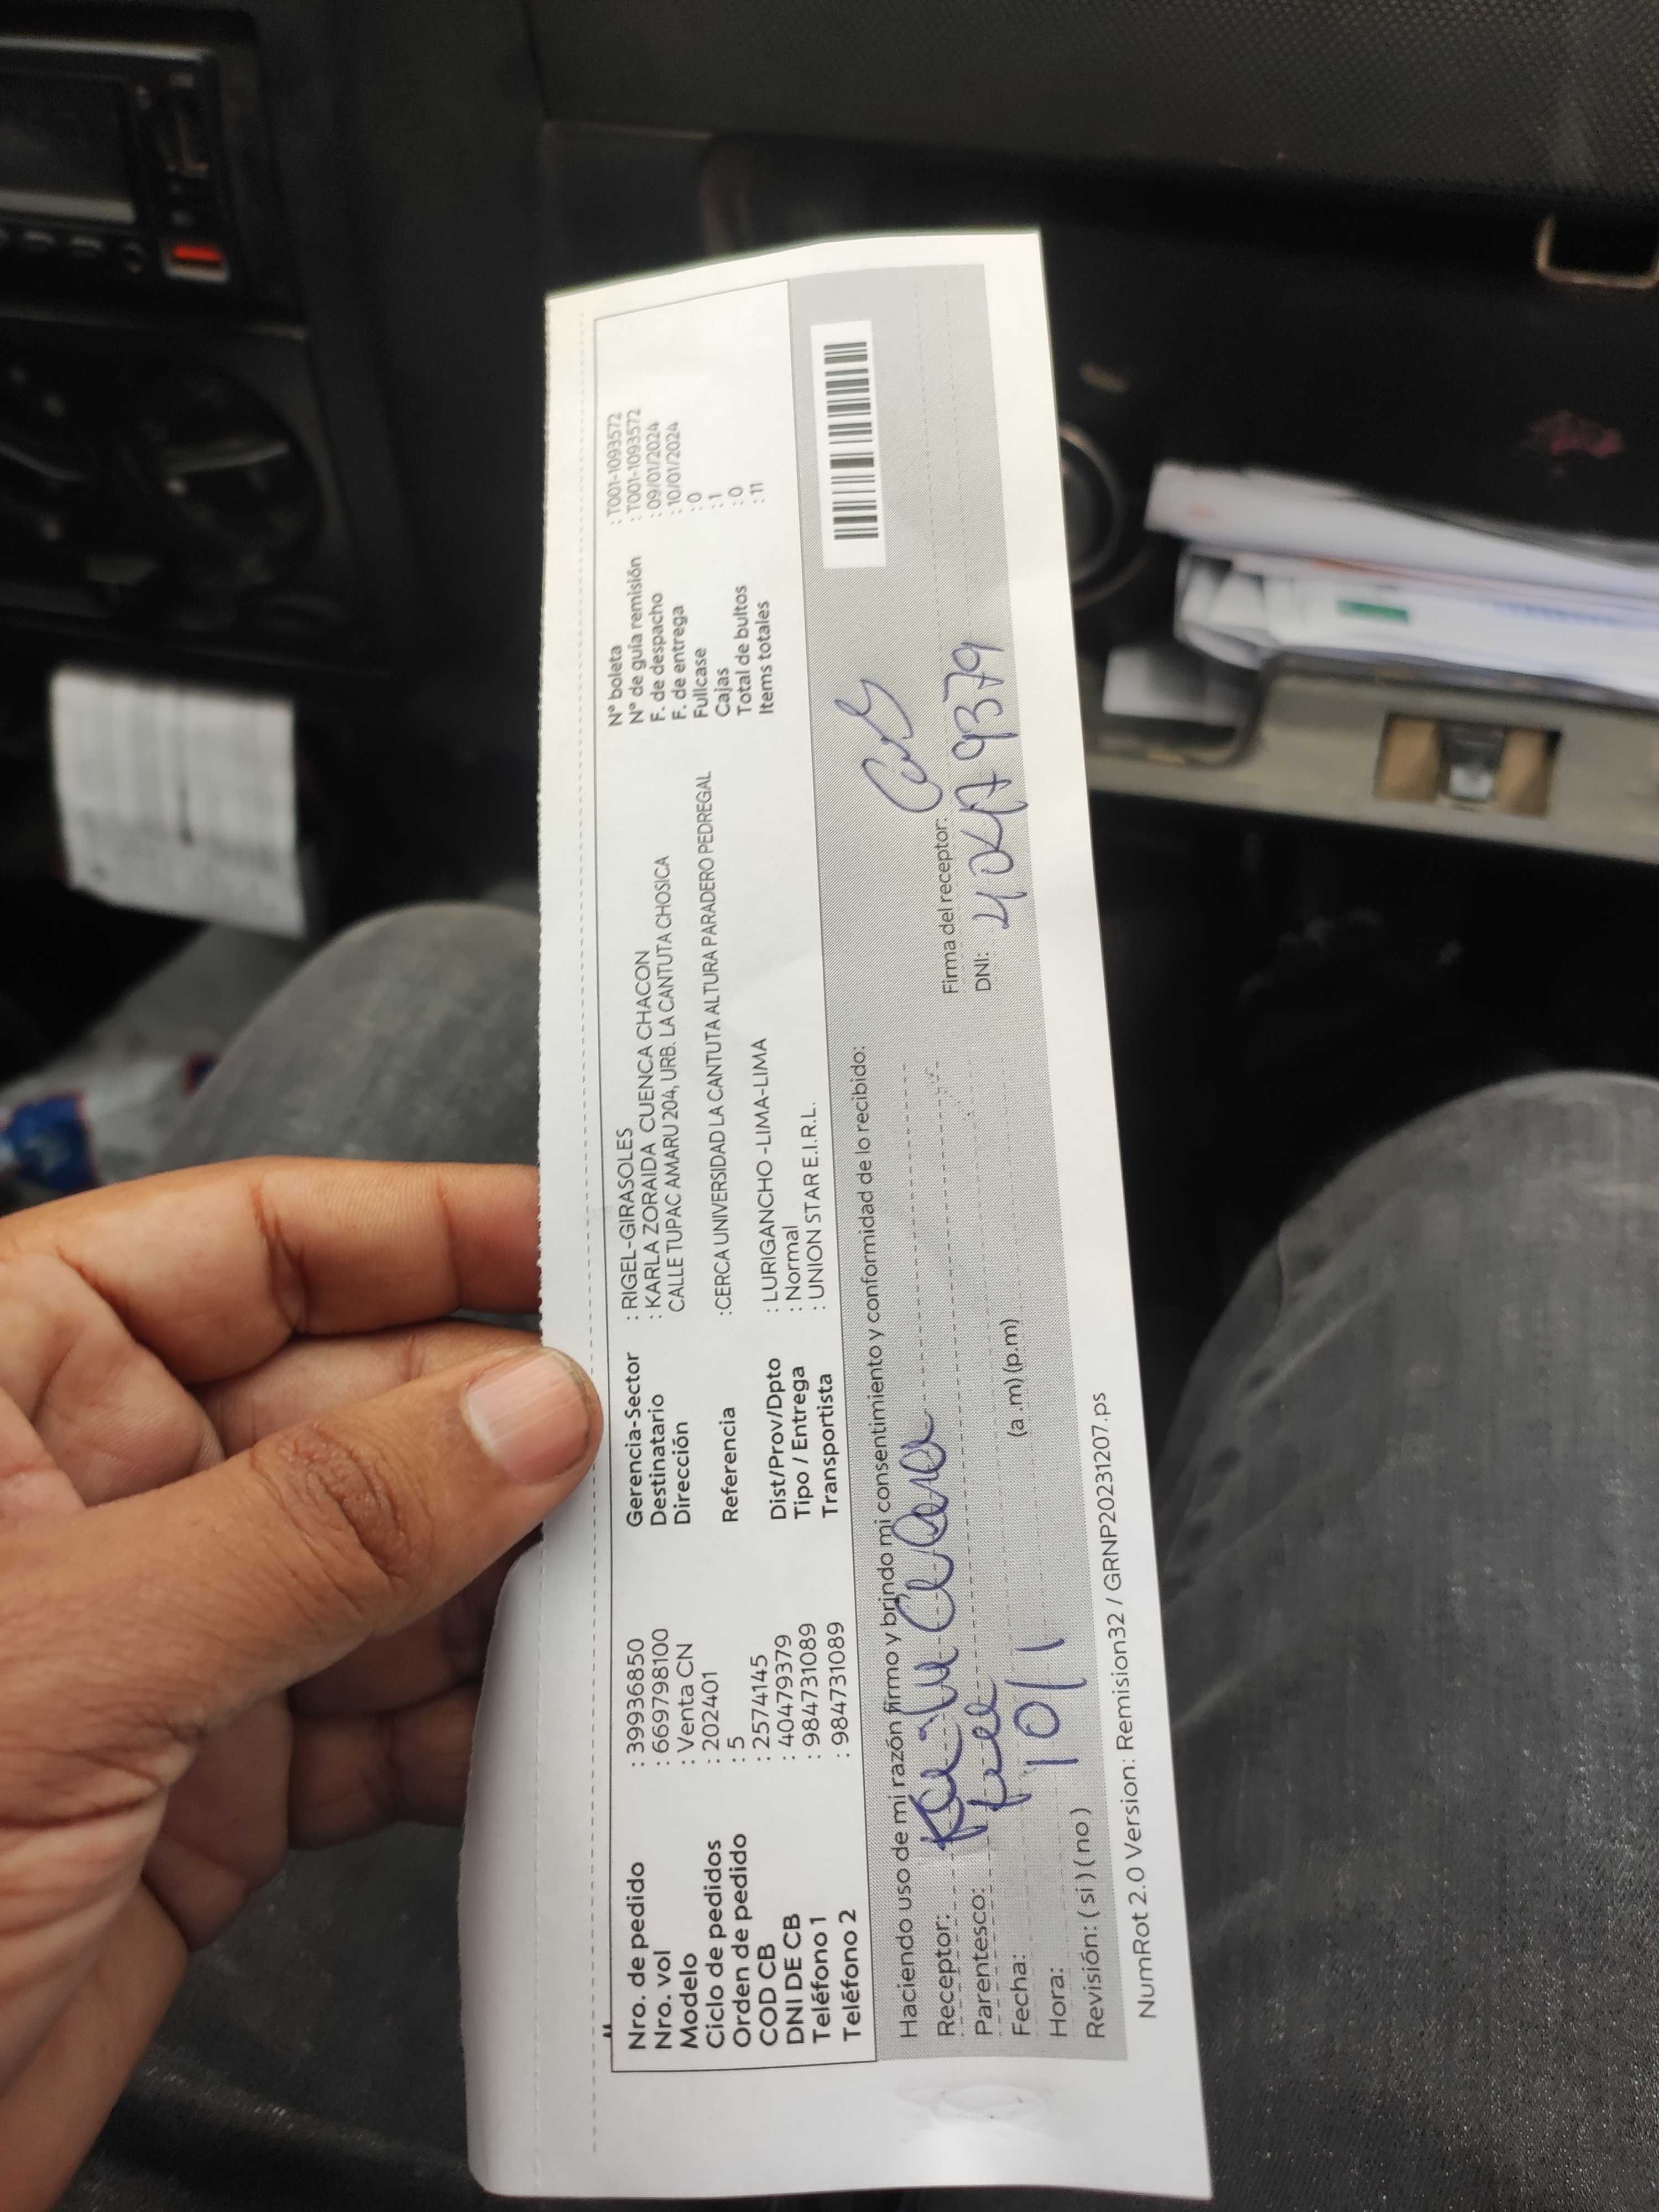 Nro. de pedido : 39936850
Nro. vol : 669798100
Modelo : Venta CN
Ciclo de pedidos : 202401
Orden de pedido : 5
COD CB : 2574145
DNI DE CB : 40479379
Teléfono 1 : 984731089
Teléfono 2 : 984731089
Gerencia-Sector : RIGEL-GIRASOLES
Destinatario : KARLA ZORAIDA CUENCA CHACON
Dirección CALLE TUPAC AMARU 204, URB. LA CANTUTA CHOSICA
Referencia :CERCA UNIVERSIDAD LA CANTUTA ALTURA PARADERO PEDREGAL
Dist/Prov/Dpto : LURIGANCHO -LIMA-LIMA
Tipo / Entrega : Normal
Transportista : UNION STAR E.I.R.L.
N° boleta : T001-1093572
N° de guía remisión : T001-1093572
F. de despacho : 09/01/2024
F. de entrega : 10/01/2024
Fullcase : 0
Cajas : 1
Total de bultos : 0
Items totales : 11
Haciendo uso de mi razón firmo y brindo mi consentimiento y conformidad de lo recibido:
Receptor:
Parentesco:
Fecha: 10/1
Hora: (a .m) (p.m)
Revisión: ( si ) ( no )
Firma del receptor:
DNI: 40479379
NumRot 2.0 Version: Remision32 / GRNP20231207.ps